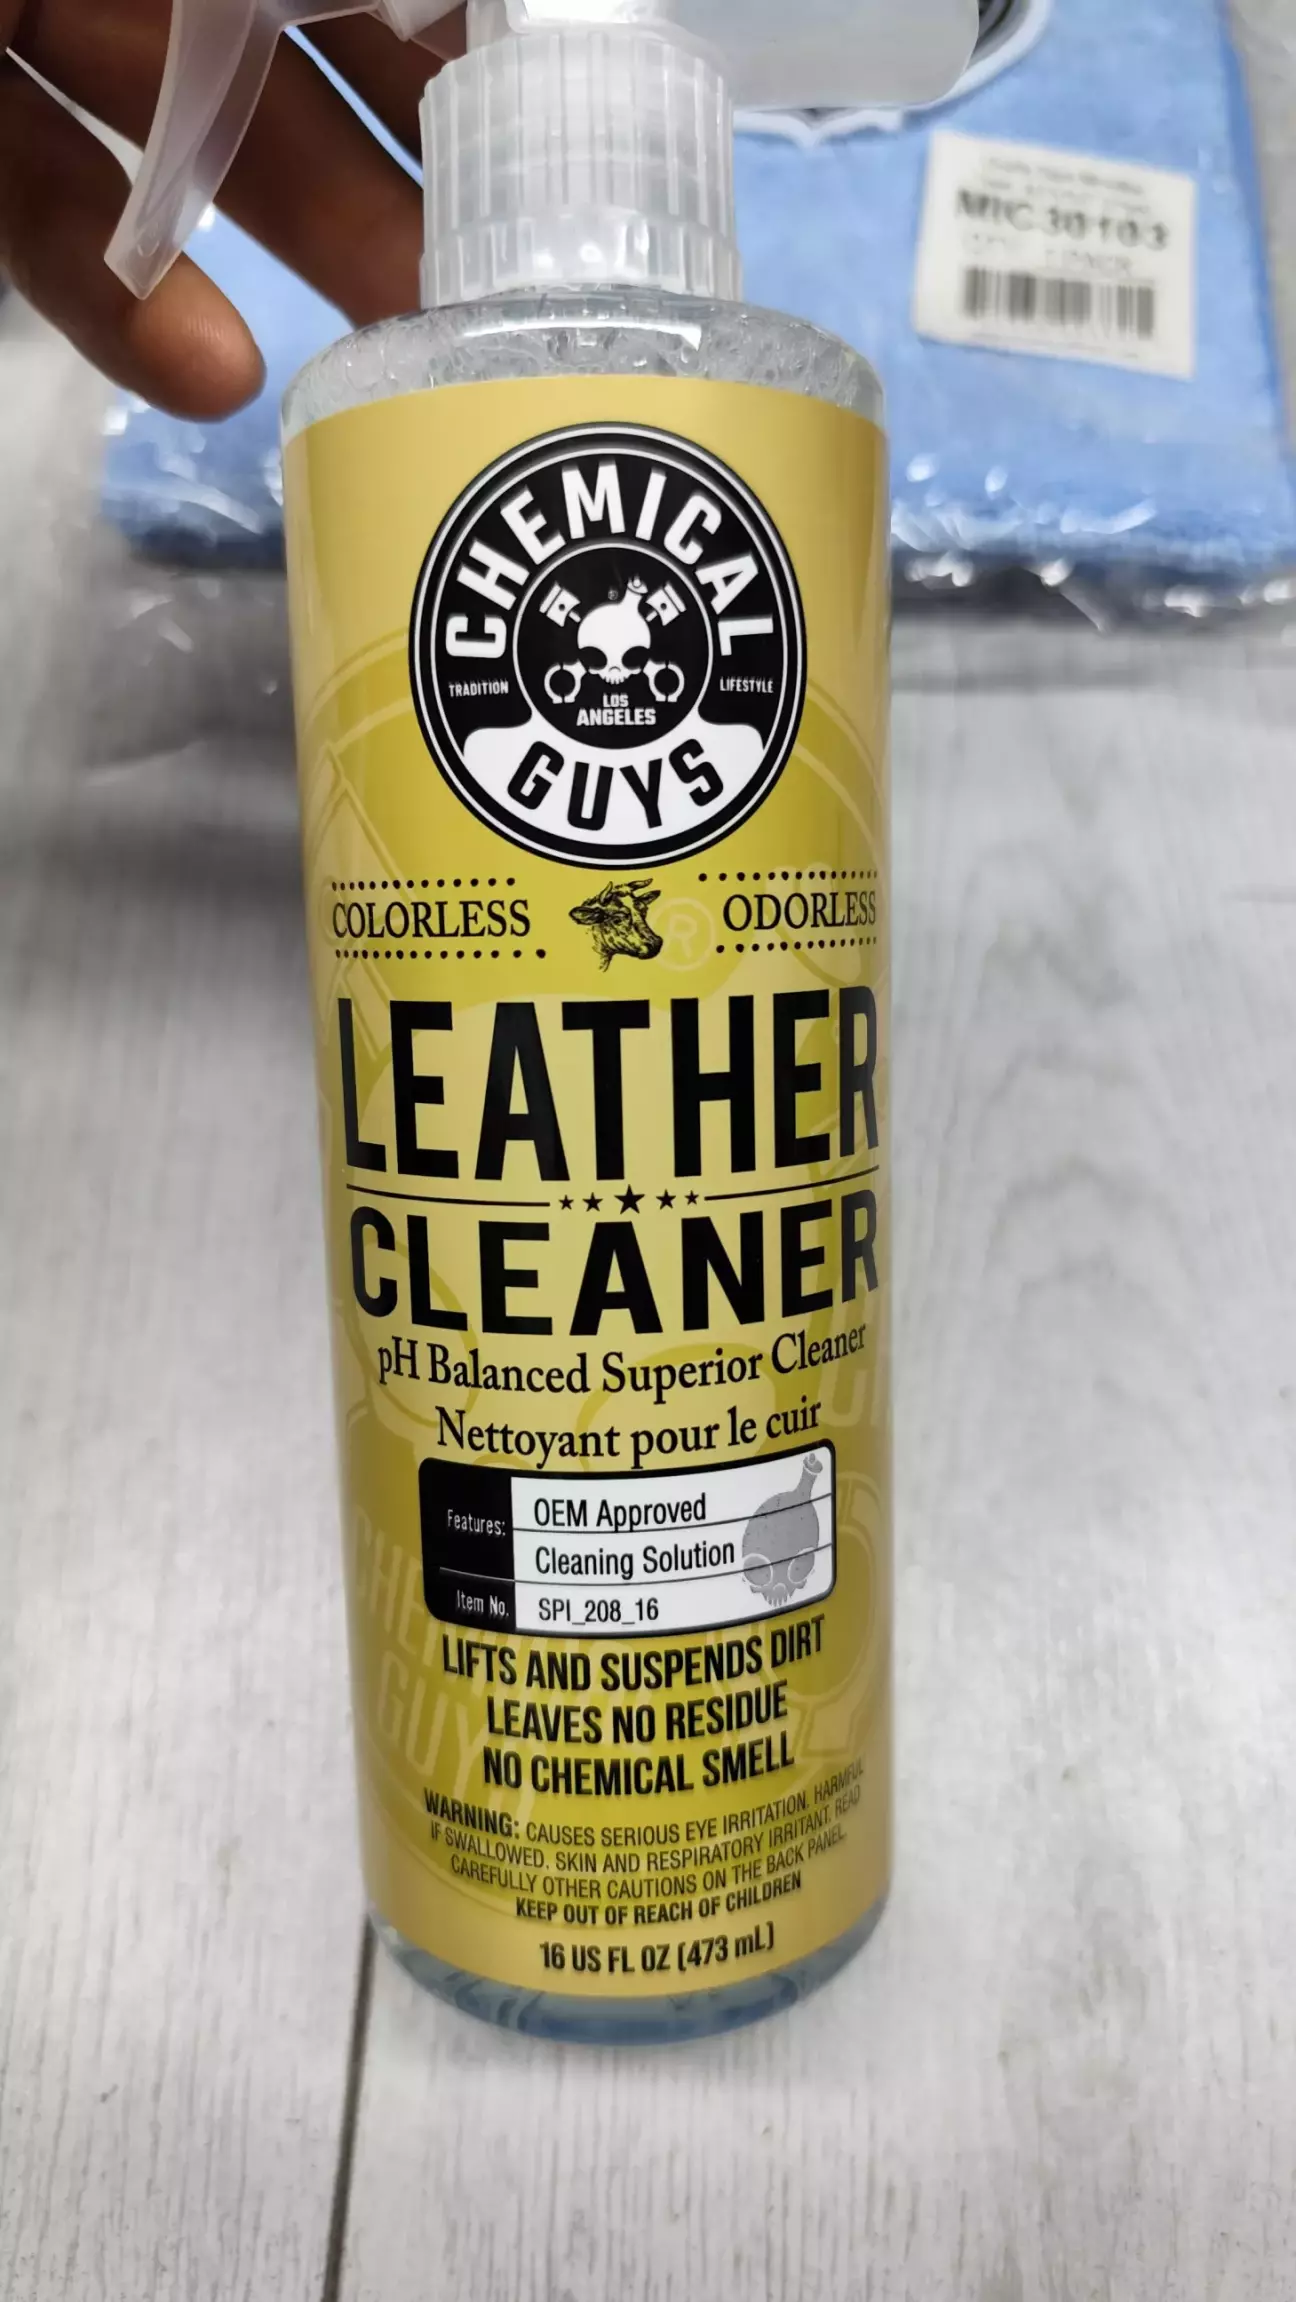 MIC30103
CHEMICAL
TRADITION
LIFESTYLE
LOS
ANGELES
GUYS
COLORLESS
ODORLESS
LEATHER
CLEANER
pH Balanced Superior Cleaner
Nettoyant pour le cuir
Features: OEM Approved
Cleaning Solution
Item No. SPI_208_16
LIFTS AND SUSPENDS DIRT
LEAVES NO RESIDUE
NO CHEMICAL SMELL
WARNING: CAUSES SERIOUS EYE IRRITATION. HARMFUL
IF SWALLOWED. SKIN AND RESPIRATORY IRRITANT. READ
CAREFULLY OTHER CAUTIONS ON THE BACK PANEL.
KEEP OUT OF REACH OF CHILDREN
16 US FL OZ (473 mL)